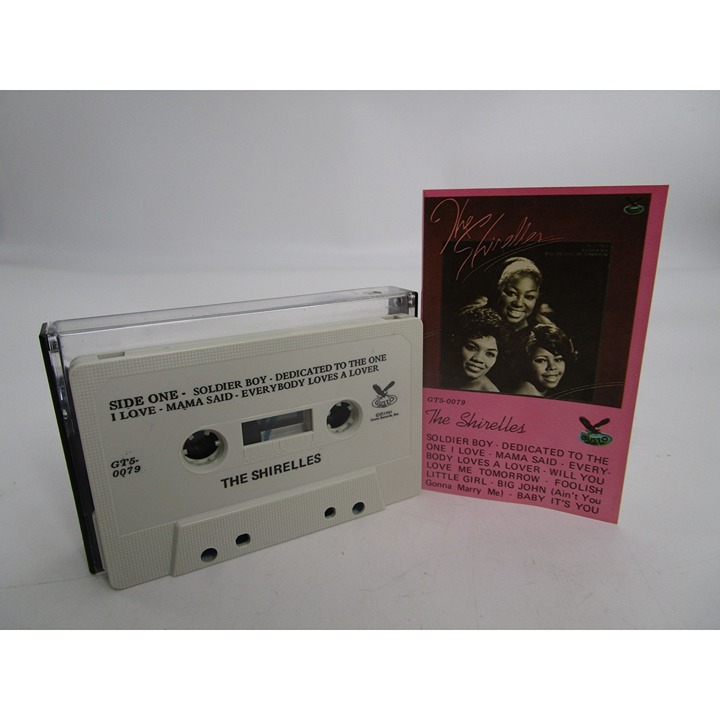 SIDE ONE - SOLDIER BOY - DEDICATED TO THE ONE
I LOVE - MAMA SAID - EVERYBODY LOVES A LOVER
GT5-
0079
THE SHIRELLES
The
Shirelles
GT5-0079
The Shirelles
SOLDIER BOY - DEDICATED TO THE
ONE I LOVE - MAMA SAID - EVERY-
BODY LOVES A LOVER - WILL YOU
LOVE ME TOMORROW - FOOLISH
LITTLE GIRL - BIG JOHN (Ain't You
Gonna Marry Me) - BABY IT'S YOU